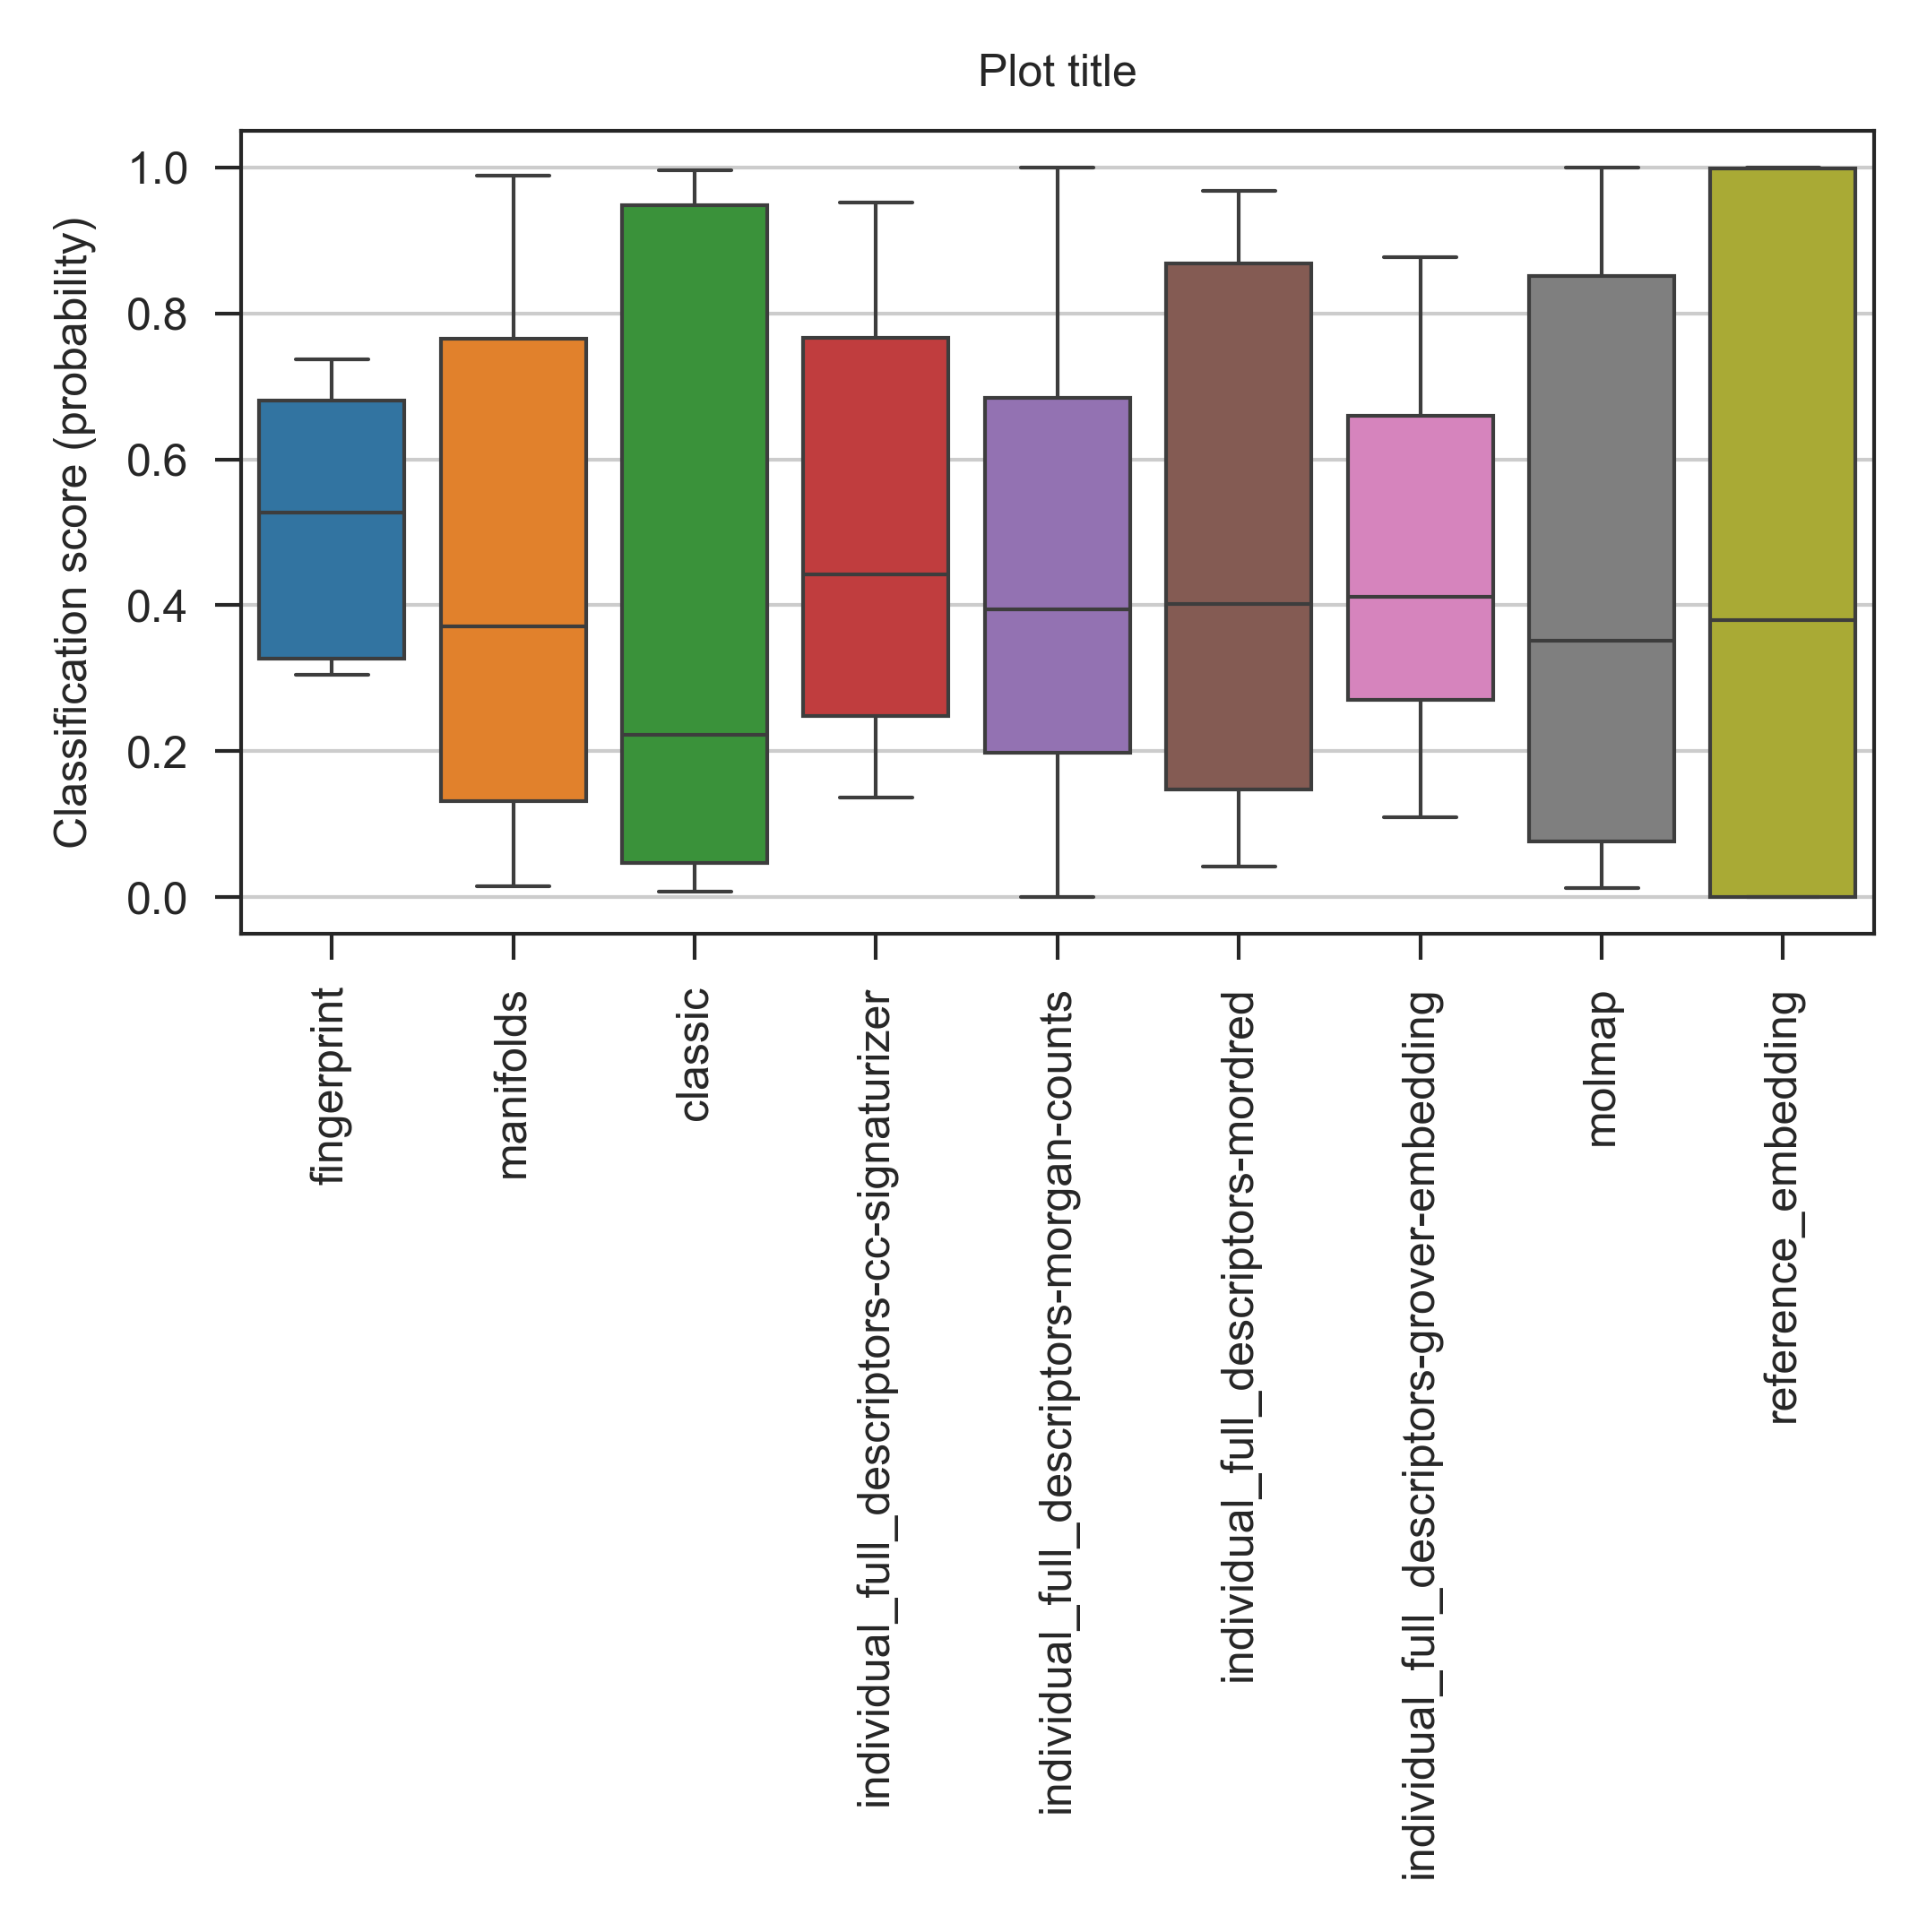 Plot title
Classification score (probability)
1.0
0.8
0.6
0.4
0.2
0.0
fingerprint
manifolds
classic
individual_full_descriptors-cc-signaturizer
individual_full_descriptors-morgan-counts
individual_full_descriptors-mordred
individual_full_descriptors-grover-embedding
molmap
reference_embedding